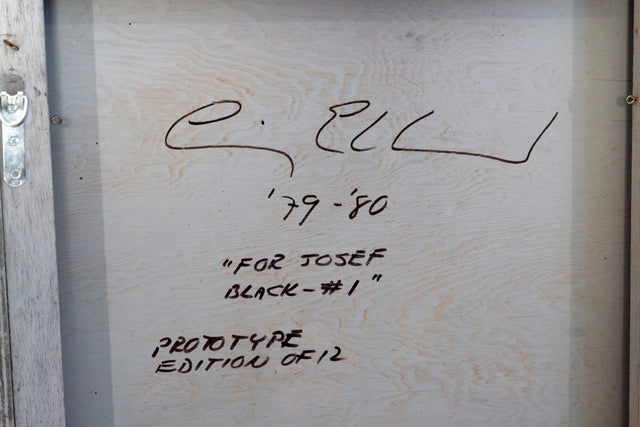 '79-'80
"FOR JOSEF
BLACK-#1"
PROTOTYPE
EDITION OF 12